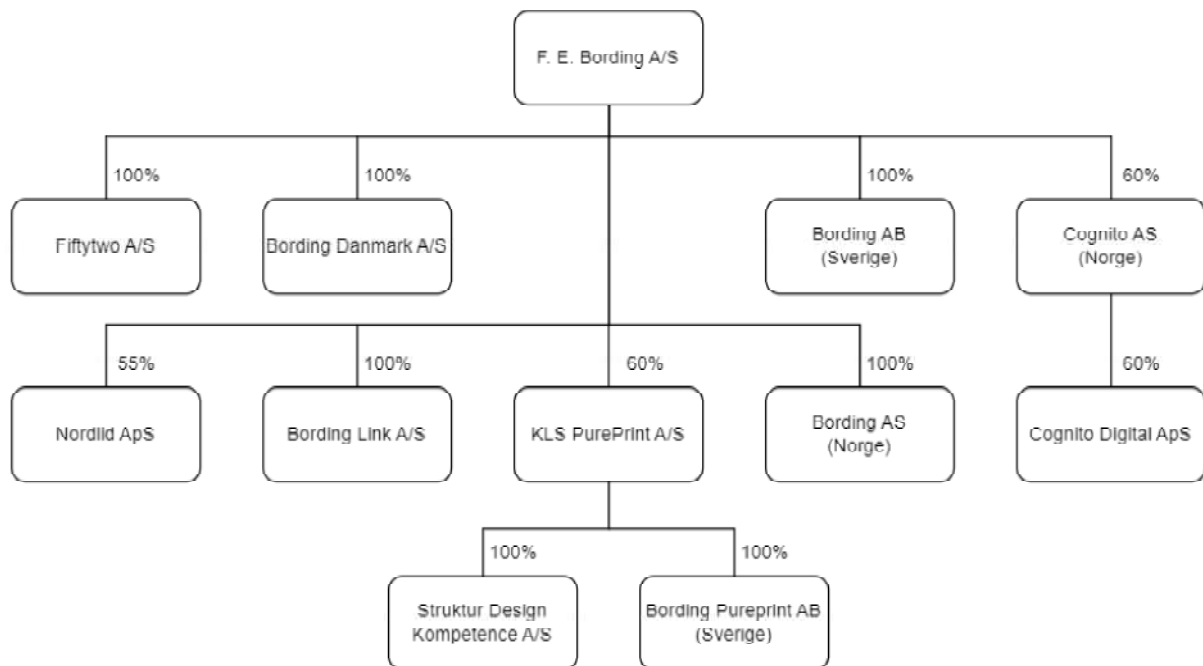 F. E. Bording A/S
100%
100%
100%
60%
Fiftytwo A/S
Bording Danmark A/S
Bording AB
(Sverige)
Cognito AS
(Norge)
55%
100%
60%
100%
60%
Nordlid ApS
Bording Link A/S
KLS PurePrint A/S
Bording AS
(Norge)
Cognito Digital ApS
100%
100%
Struktur Design
Kompetence A/S
Bording Pureprint AB
(Sverige)